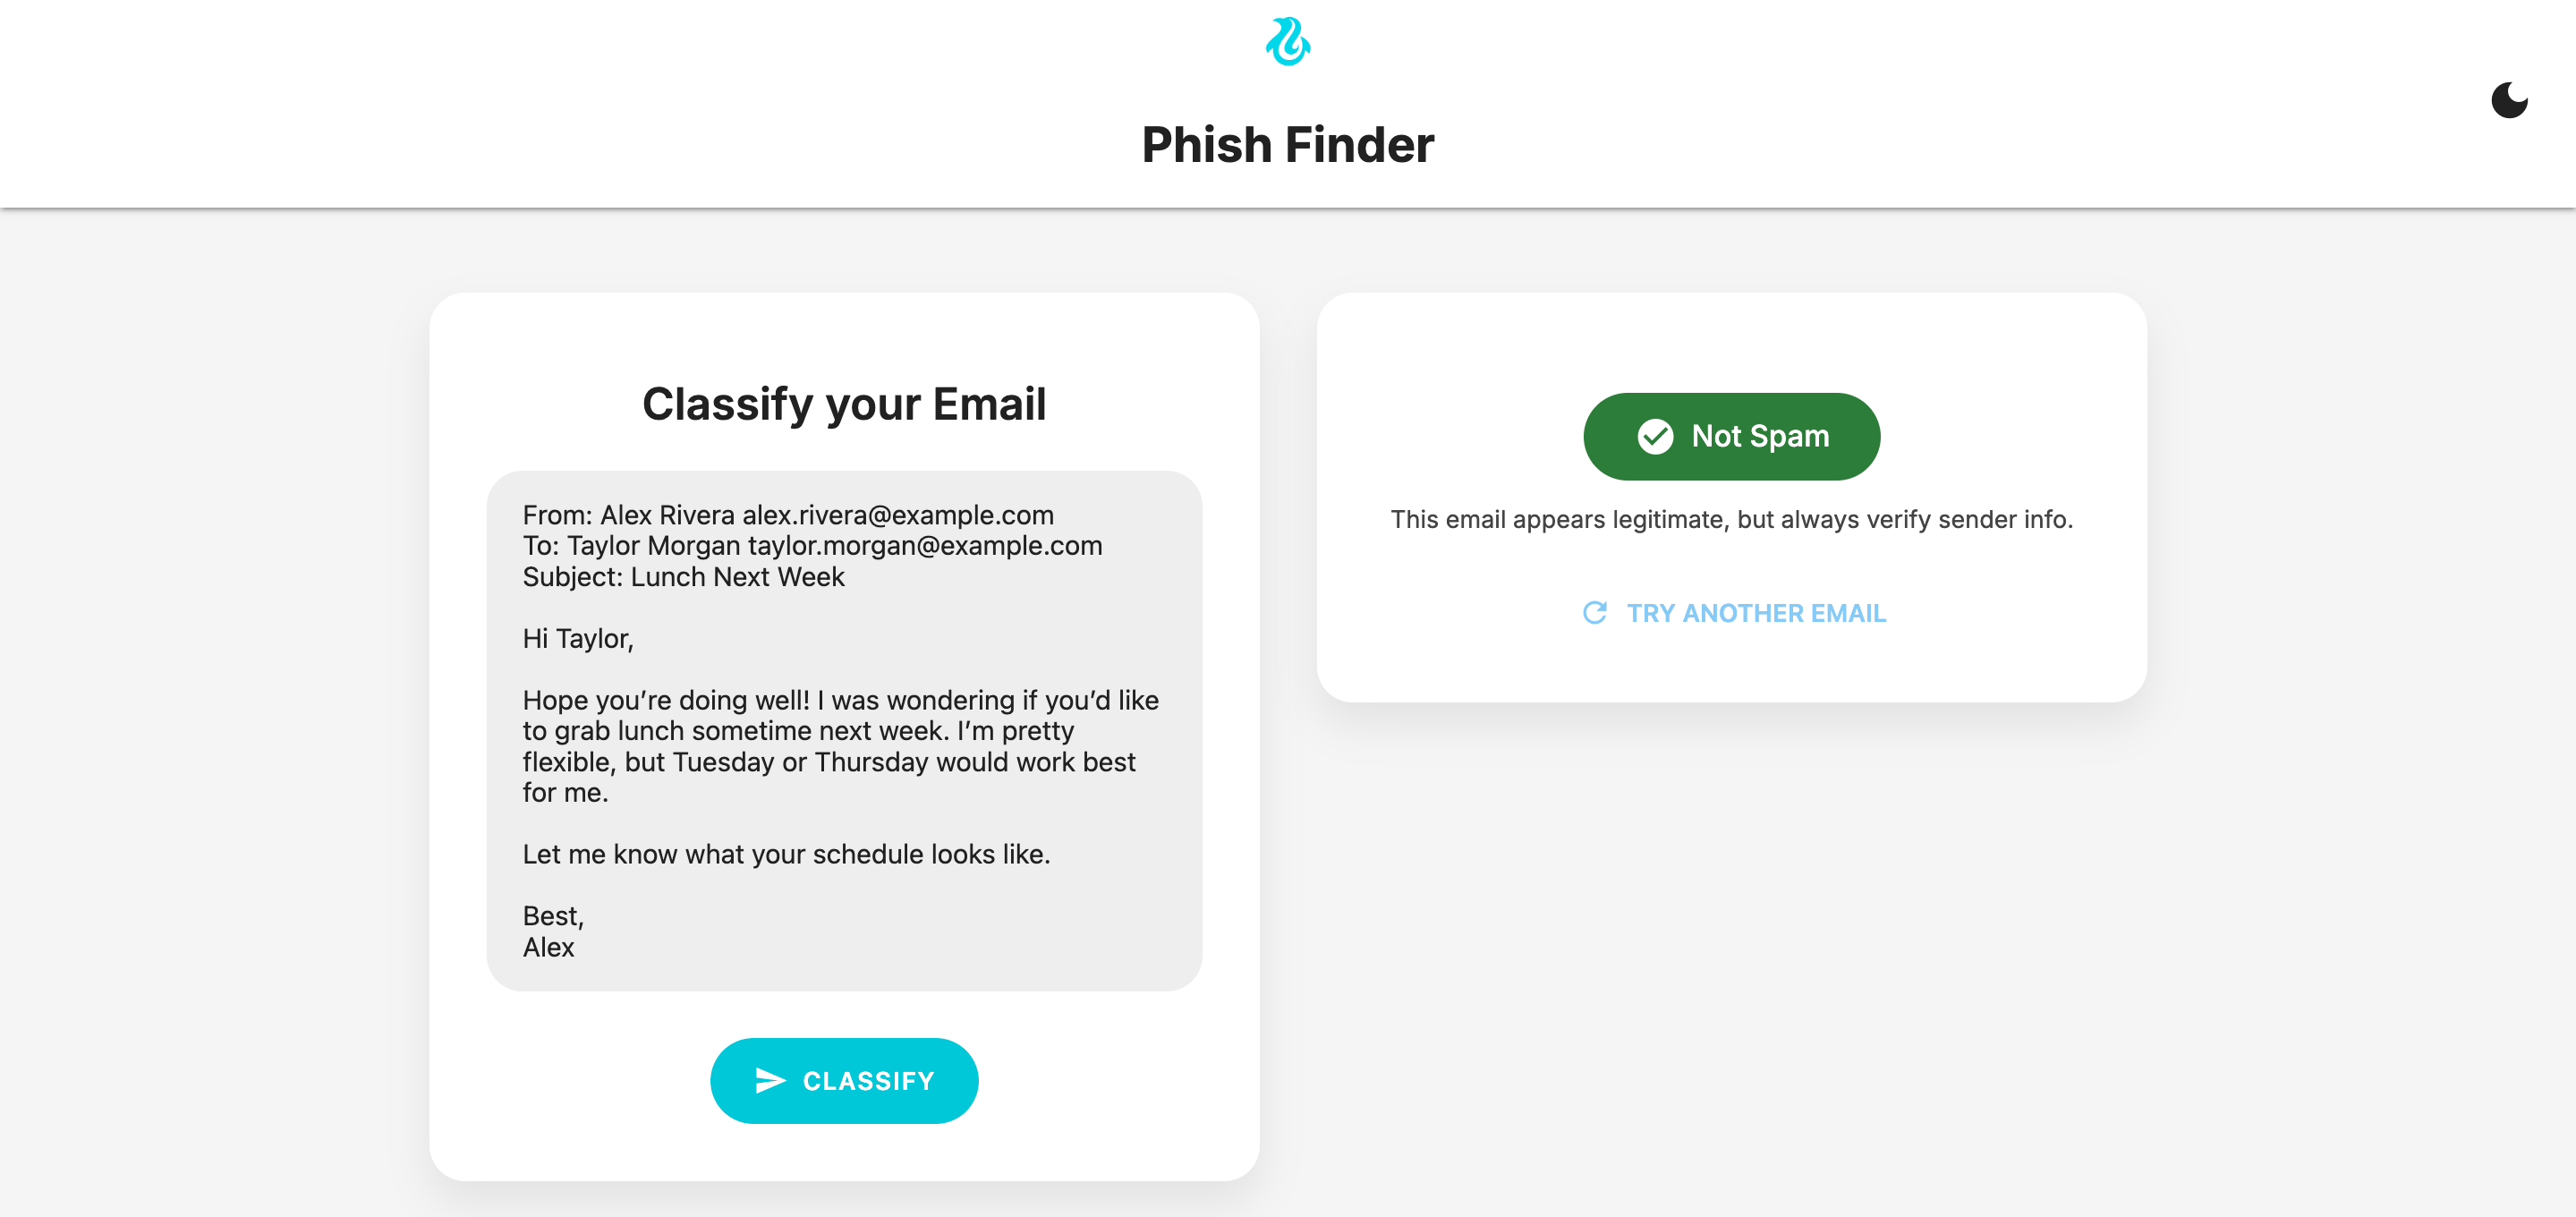 Phish Finder
Classify your Email
From: Alex Rivera alex.rivera@example.com
To: Taylor Morgan taylor.morgan@example.com
Subject: Lunch Next Week
Hi Taylor,
Hope you’re doing well! I was wondering if you’d like
to grab lunch sometime next week. I’m pretty
flexible, but Tuesday or Thursday would work best
for me.
Let me know what your schedule looks like.
Best,
Alex
CLASSIFY
Not Spam
This email appears legitimate, but always verify sender info.
TRY ANOTHER EMAIL